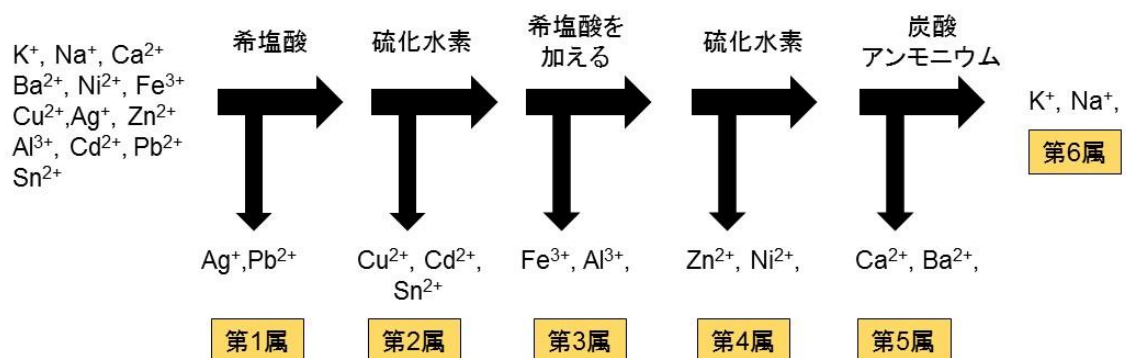 K⁺, Na⁺, Ca²⁺
Ba²⁺, Ni²⁺, Fe³⁺
Cu²⁺,Ag⁺, Zn²⁺
Al³⁺, Cd²⁺, Pb²⁺
Sn²⁺
希塩酸
硫化水素
希塩酸を
加える
硫化水素
炭酸
アンモニウム
K⁺, Na⁺,
第6属
Ag⁺,Pb²⁺
第1属
Cu²⁺, Cd²⁺,
Sn²⁺
第2属
Fe³⁺, Al³⁺,
第3属
Zn²⁺, Ni²⁺,
第4属
Ca²⁺, Ba²⁺,
第5属